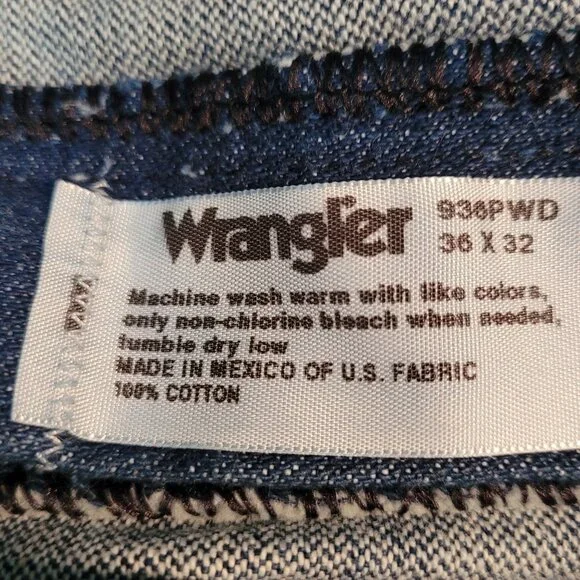 Wrangler
936PWD
36 X 32
Machine wash warm with like colors,
only non-chlorine bleach when needed,
tumble dry low
MADE IN MEXICO OF U.S. FABRIC
100% COTTON